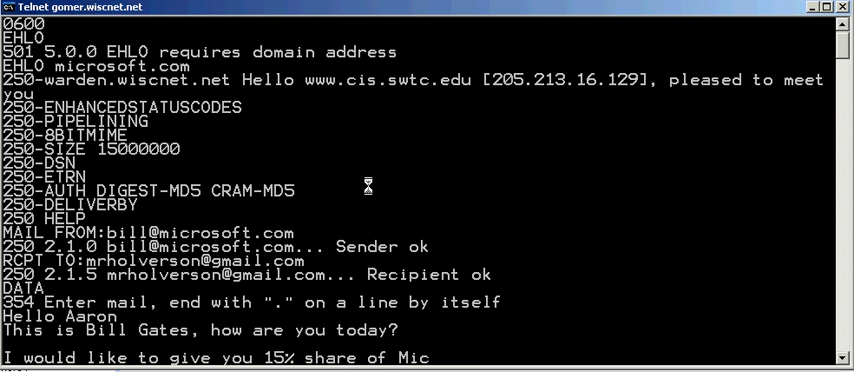 Telnet gomer.wiscnet.net
0600
EHLO
501 5.0.0 EHLO requires domain address
EHLO microsoft.com
250-warden.wiscnet.net Hello www.cis.swtc.edu [205.213.16.129], pleased to meet
you
250-ENHANCEDSTATUSCODES
250-PIPELINING
250-8BITMIME
250-SIZE 15000000
250-DSN
250-ETRN
250-AUTH DIGEST-MD5 CRAM-MD5
250-DELIVERBY
250 HELP
MAIL FROM:bill@microsoft.com
250 2.1.0 bill@microsoft.com... Sender ok
RCPT TO:mrholverson@gmail.com
250 2.1.5 mrholverson@gmail.com... Recipient ok
DATA
354 Enter mail, end with "." on a line by itself
Hello Aaron
This is Bill Gates, how are you today?
I would like to give you 15% share of Mic